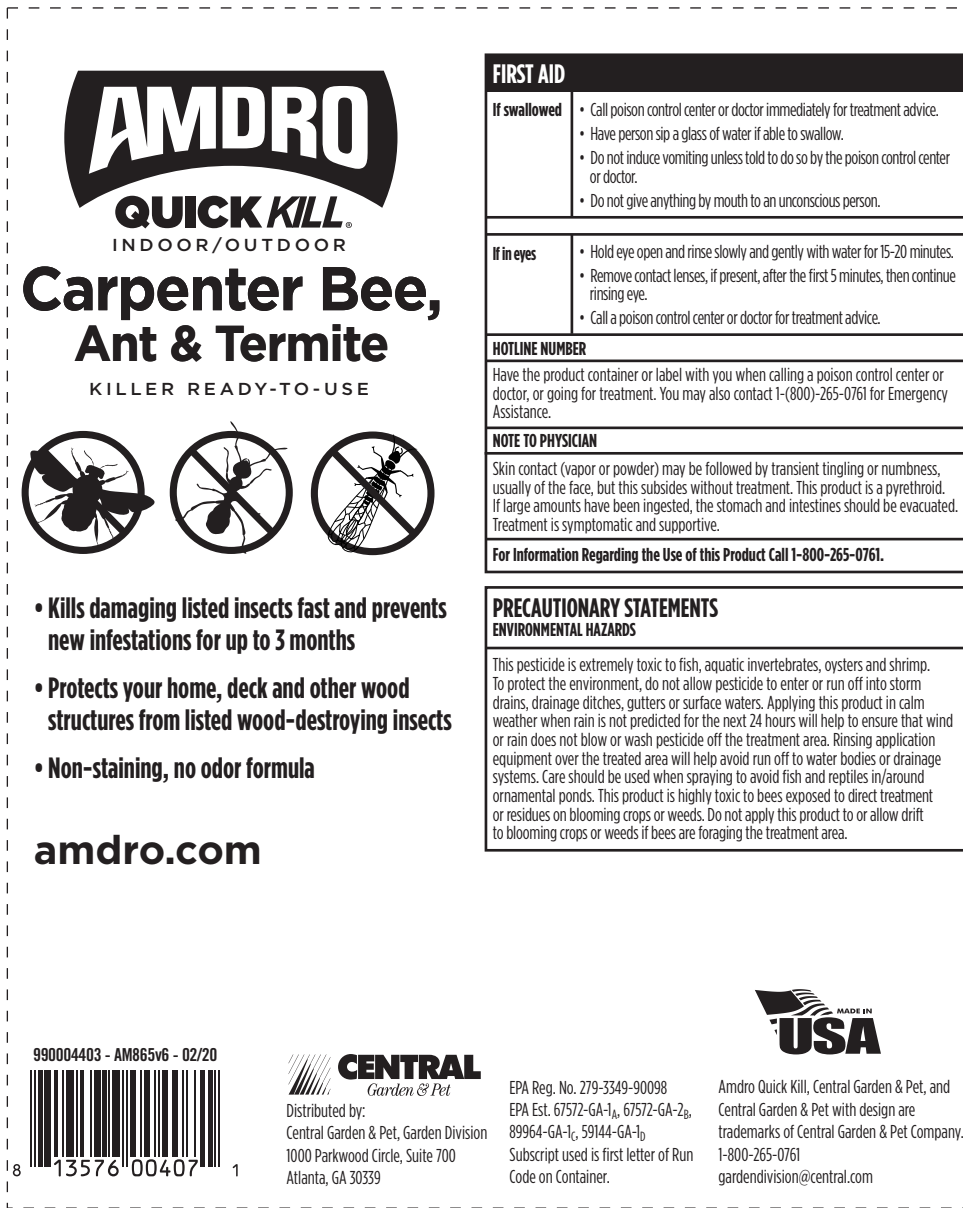 AMDRO
QUICK KILL®
INDOOR/OUTDOOR
Carpenter Bee,
Ant & Termite
KILLER READY-TO-USE
• Kills damaging listed insects fast and prevents
new infestations for up to 3 months
• Protects your home, deck and other wood
structures from listed wood-destroying insects
• Non-staining, no odor formula
amdro.com
FIRST AID
If swallowed
• Call poison control center or doctor immediately for treatment advice.
• Have person sip a glass of water if able to swallow.
• Do not induce vomiting unless told to do so by the poison control center
or doctor.
• Do not give anything by mouth to an unconscious person.
If in eyes
• Hold eye open and rinse slowly and gently with water for 15-20 minutes.
• Remove contact lenses, if present, after the first 5 minutes, then continue
rinsing eye.
• Call a poison control center or doctor for treatment advice.
HOTLINE NUMBER
Have the product container or label with you when calling a poison control center or
doctor, or going for treatment. You may also contact 1-(800)-265-0761 for Emergency
Assistance.
NOTE TO PHYSICIAN
Skin contact (vapor or powder) may be followed by transient tingling or numbness,
usually of the face, but this subsides without treatment. This product is a pyrethroid.
If large amounts have been ingested, the stomach and intestines should be evacuated.
Treatment is symptomatic and supportive.
For Information Regarding the Use of this Product Call 1-800-265-0761.
PRECAUTIONARY STATEMENTS
ENVIRONMENTAL HAZARDS
This pesticide is extremely toxic to fish, aquatic invertebrates, oysters and shrimp.
To protect the environment, do not allow pesticide to enter or run off into storm
drains, drainage ditches, gutters or surface waters. Applying this product in calm
weather when rain is not predicted for the next 24 hours will help to ensure that wind
or rain does not blow or wash pesticide off the treatment area. Rinsing application
equipment over the treated area will help avoid run off to water bodies or drainage
systems. Care should be used when spraying to avoid fish and reptiles in/around
ornamental ponds. This product is highly toxic to bees exposed to direct treatment
or residues on blooming crops or weeds. Do not apply this product to or allow drift
to blooming crops or weeds if bees are foraging the treatment area.
990004403 - AM865v6 - 02/20
8 13576 00407 1
CENTRAL
Garden & Pet
Distributed by:
Central Garden & Pet, Garden Division
1000 Parkwood Circle, Suite 700
Atlanta, GA 30339
EPA Reg. No. 279-3349-90098
EPA Est. 67572-GA-1A, 67572-GA-2B,
89964-GA-1C, 59144-GA-1D
Subscript used is first letter of Run
Code on Container.
MADE IN
USA
Amdro Quick Kill, Central Garden & Pet, and
Central Garden & Pet with design are
trademarks of Central Garden & Pet Company.
1-800-265-0761
gardendivision@central.com